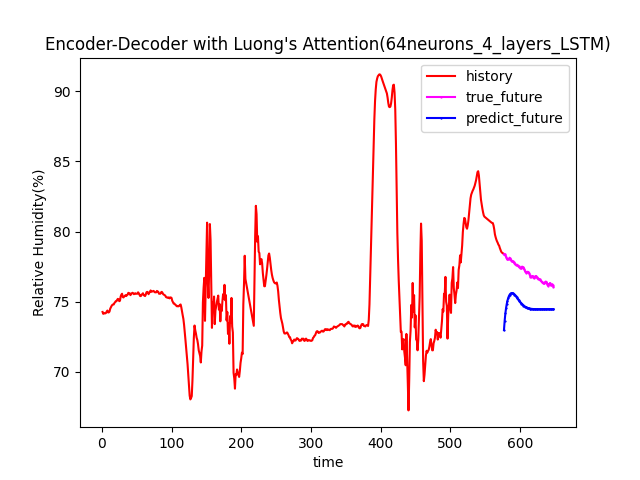 Encoder-Decoder with Luong's Attention(64neurons_4_layers_LSTM)
history
true_future
predict_future
Relative Humidity(%)
90
85
80
75
70
0 100 200 300 400 500 600
time